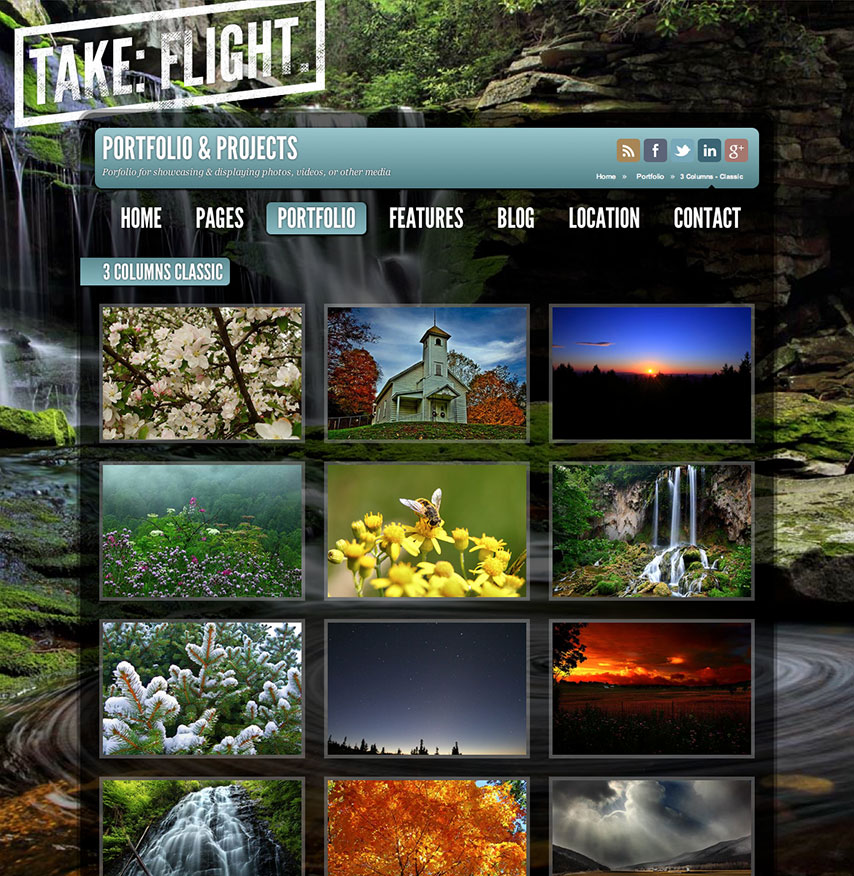 TAKE: FLIGHT.
PORTFOLIO & PROJECTS
Porfolio for showcasing & displaying photos, videos, or other media
f in g+
Home » Portfolio » 3 Columns - Classic
HOME PAGES PORTFOLIO FEATURES BLOG LOCATION CONTACT
3 COLUMNS CLASSIC